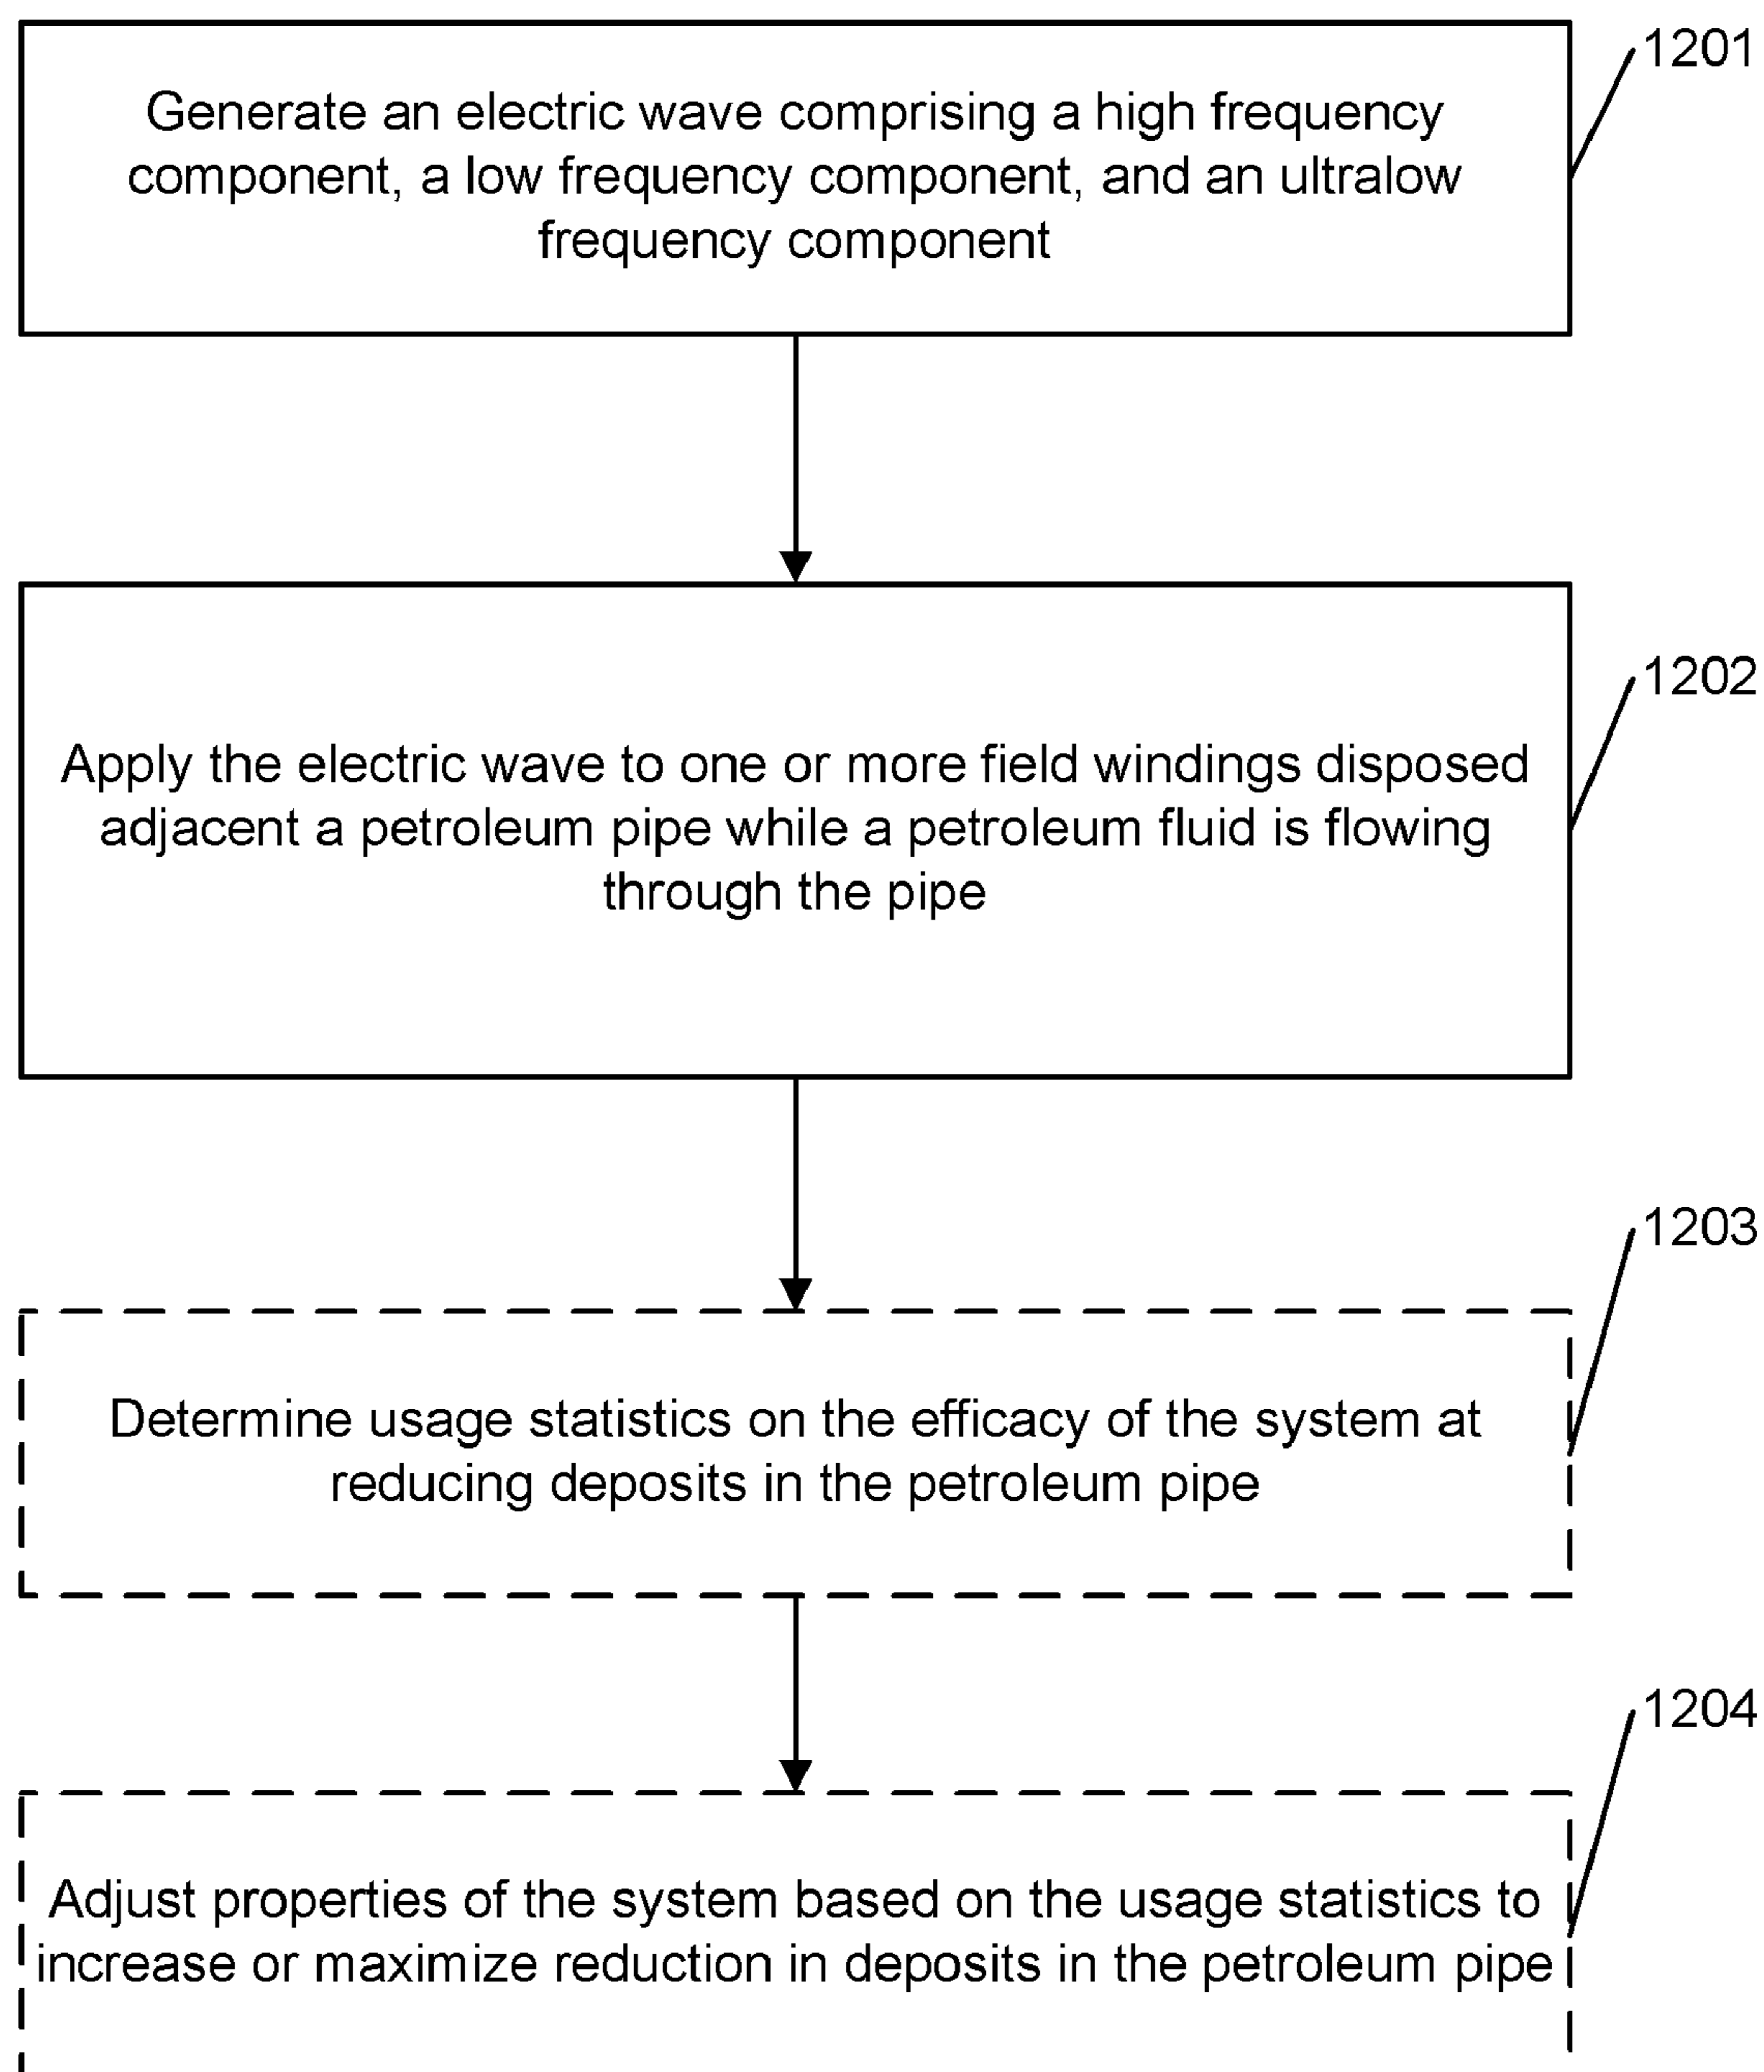 1201
Generate an electric wave comprising a high frequency
component, a low frequency component, and an ultralow
frequency component
1202
Apply the electric wave to one or more field windings disposed
adjacent a petroleum pipe while a petroleum fluid is flowing
through the pipe
1203
Determine usage statistics on the efficacy of the system at
reducing deposits in the petroleum pipe
1204
Adjust properties of the system based on the usage statistics to
increase or maximize reduction in deposits in the petroleum pipe